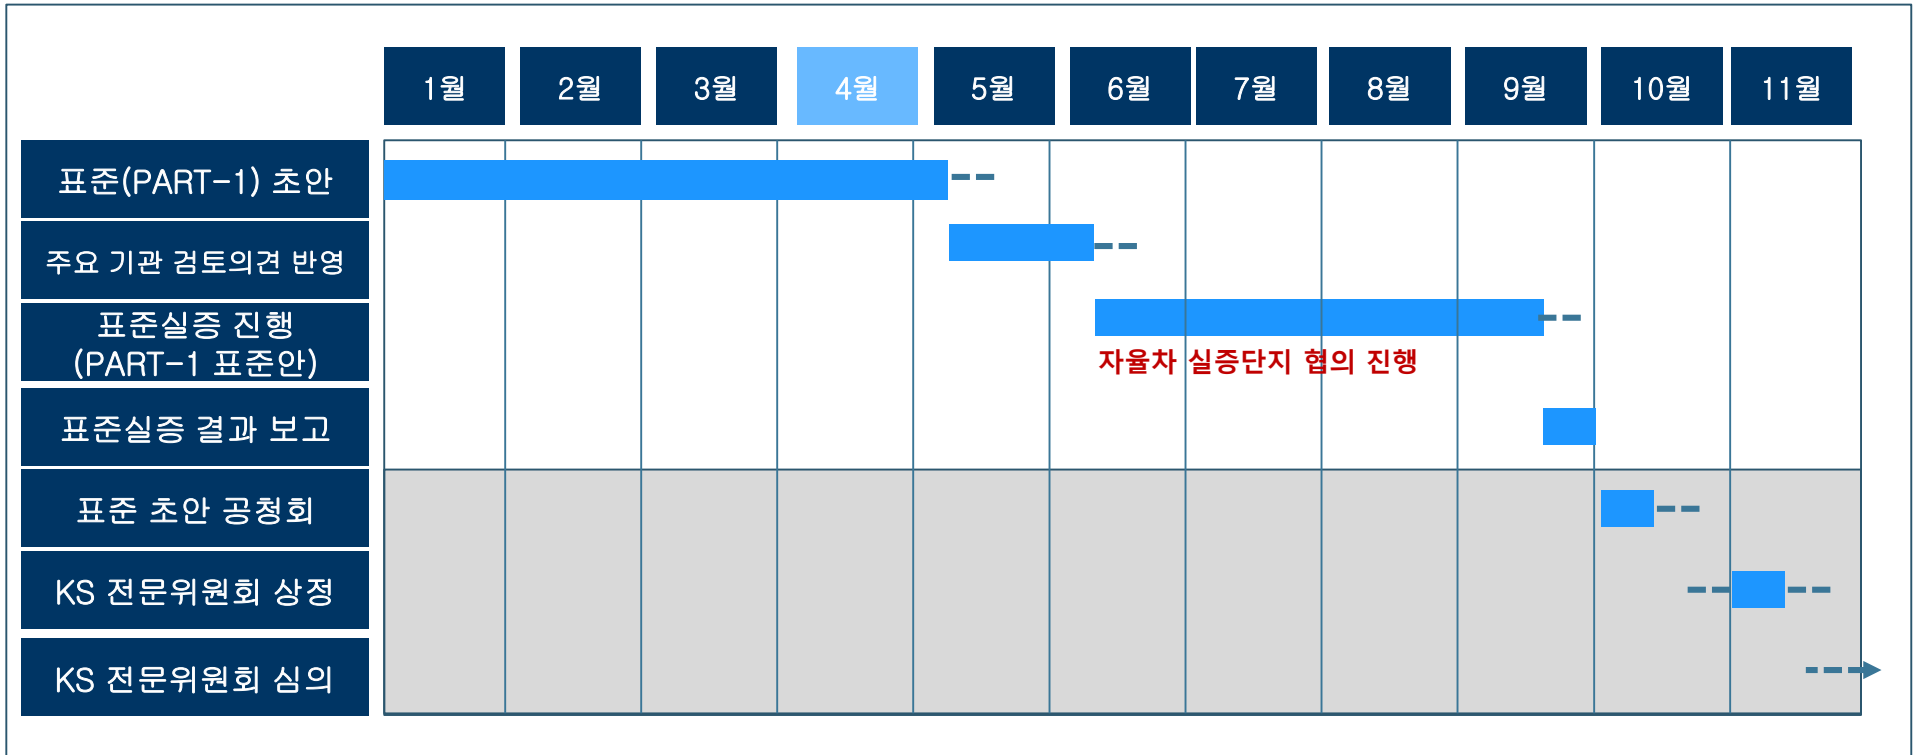 1월 2월 3월 4월 5월 6월 7월 8월 9월 10월 11월
표준(PART-1) 초안
주요 기관 검토의견 반영
표준실증 진행
(PART-1 표준안)
자율차 실증단지 협의 진행
표준실증 결과 보고
표준 초안 공청회
KS 전문위원회 상정
KS 전문위원회 심의